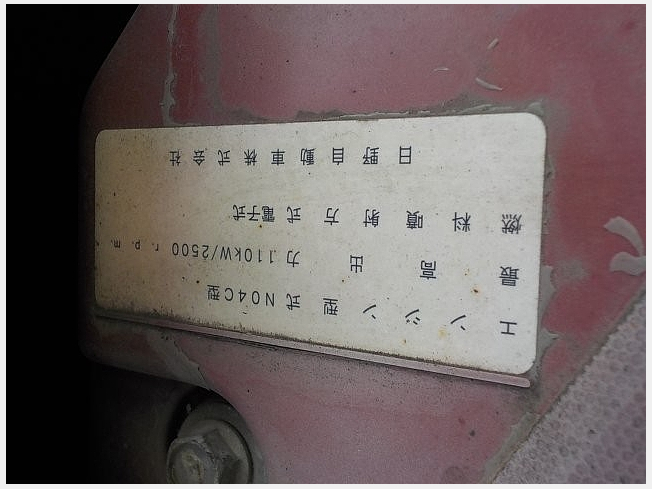 エンジン型式 N04C型
最高出力 110kW/2500 r.p.m.
燃料噴射方式 電子式
日野自動車株式会社